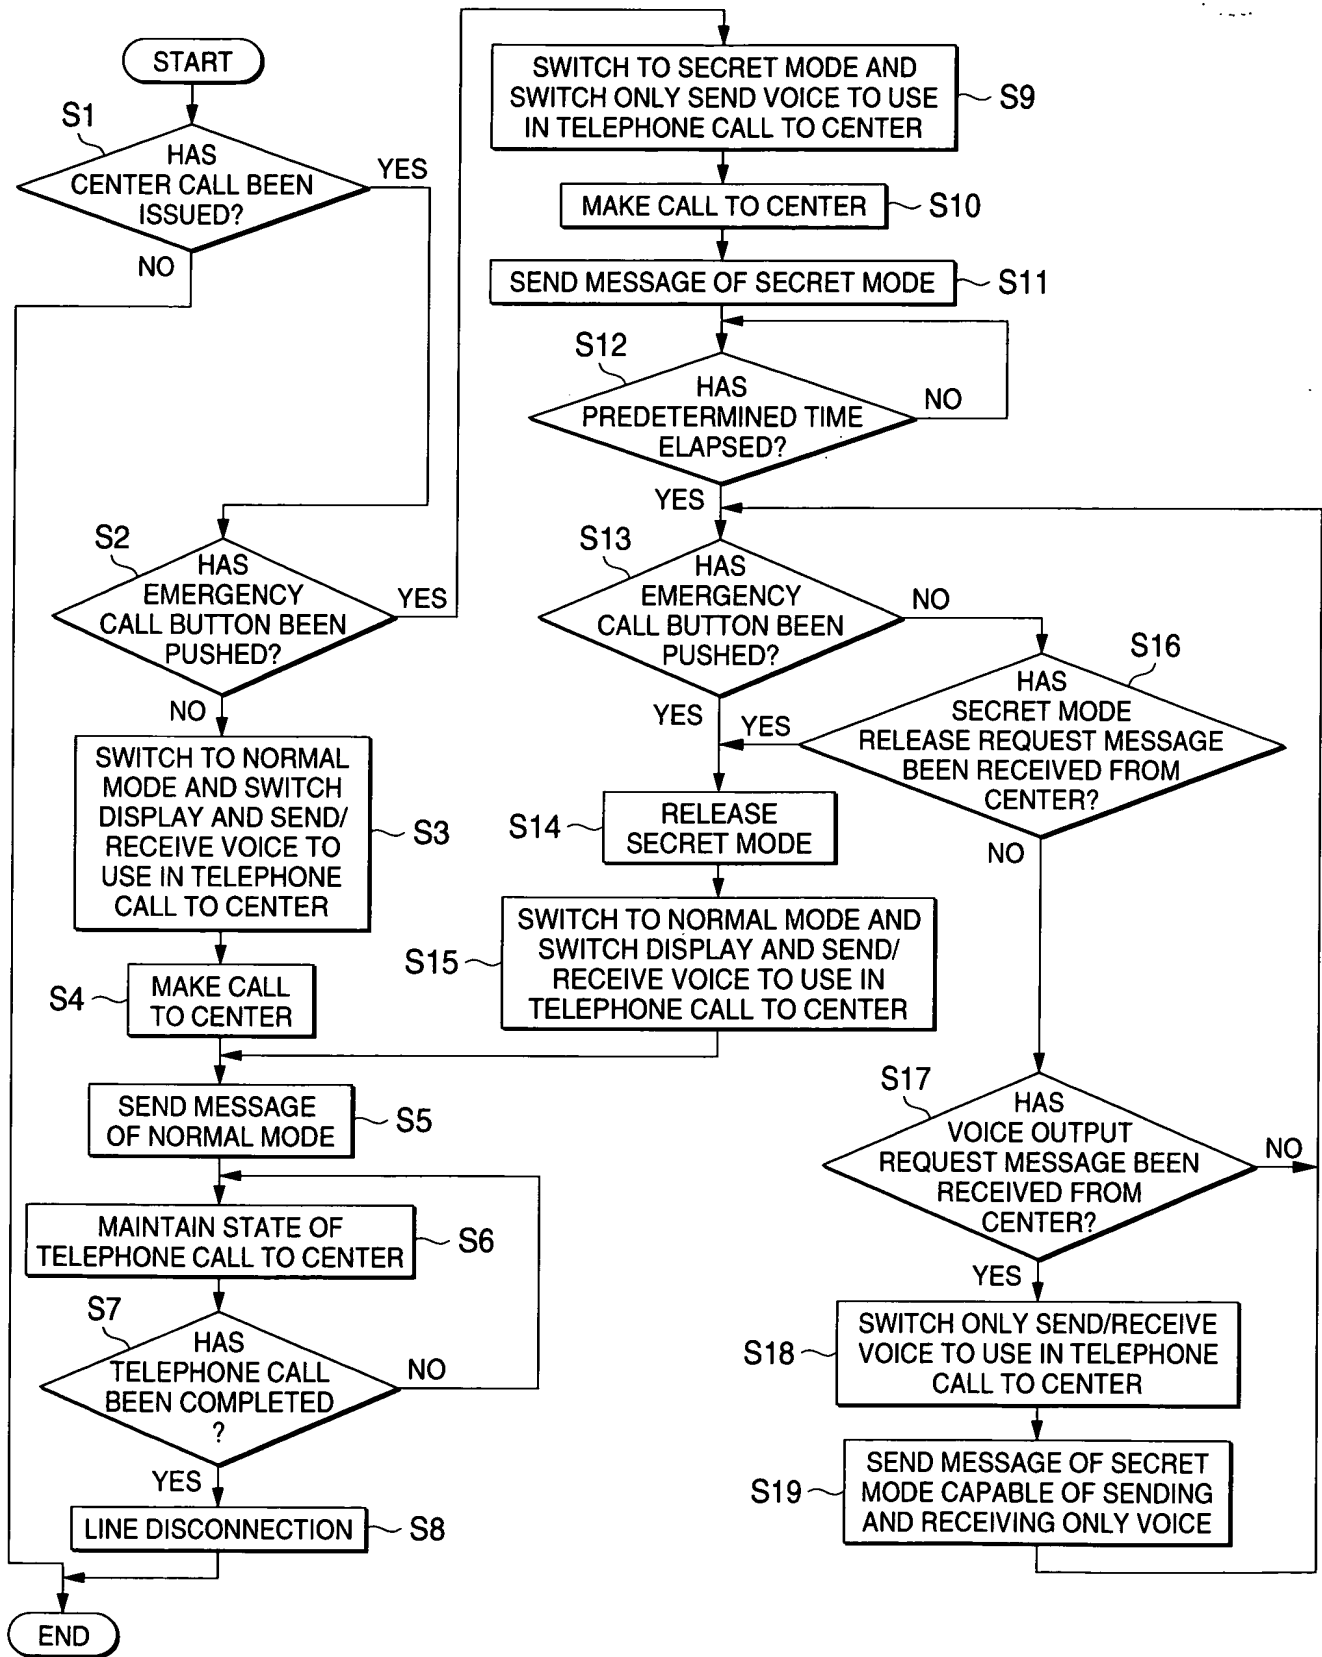 START
S1
HAS
CENTER CALL BEEN
ISSUED?
YES
NO
S2
HAS
EMERGENCY
CALL BUTTON BEEN
PUSHED?
YES
NO
SWITCH TO NORMAL
MODE AND SWITCH
DISPLAY AND SEND/
RECEIVE VOICE TO
USE IN TELEPHONE
CALL TO CENTER
S3
S4
MAKE CALL
TO CENTER
SEND MESSAGE
OF NORMAL MODE
S5
MAINTAIN STATE OF
TELEPHONE CALL TO CENTER
S6
S7
HAS
TELEPHONE CALL
BEEN COMPLETED
?
NO
YES
LINE DISCONNECTION
S8
END
SWITCH TO SECRET MODE AND
SWITCH ONLY SEND VOICE TO USE
IN TELEPHONE CALL TO CENTER
S9
MAKE CALL TO CENTER
S10
SEND MESSAGE OF SECRET MODE
S11
S12
HAS
PREDETERMINED TIME
ELAPSED?
NO
YES
S13
HAS
EMERGENCY
CALL BUTTON BEEN
PUSHED?
NO
YES
S16
HAS
SECRET MODE
RELEASE REQUEST MESSAGE
BEEN RECEIVED FROM
CENTER?
YES
NO
S14
RELEASE
SECRET MODE
S15
SWITCH TO NORMAL MODE AND
SWITCH DISPLAY AND SEND/
RECEIVE VOICE TO USE IN
TELEPHONE CALL TO CENTER
S17
HAS
VOICE OUTPUT
REQUEST MESSAGE BEEN
RECEIVED FROM
CENTER?
NO
YES
S18
SWITCH ONLY SEND/RECEIVE
VOICE TO USE IN TELEPHONE
CALL TO CENTER
S19
SEND MESSAGE OF SECRET
MODE CAPABLE OF SENDING
AND RECEIVING ONLY VOICE